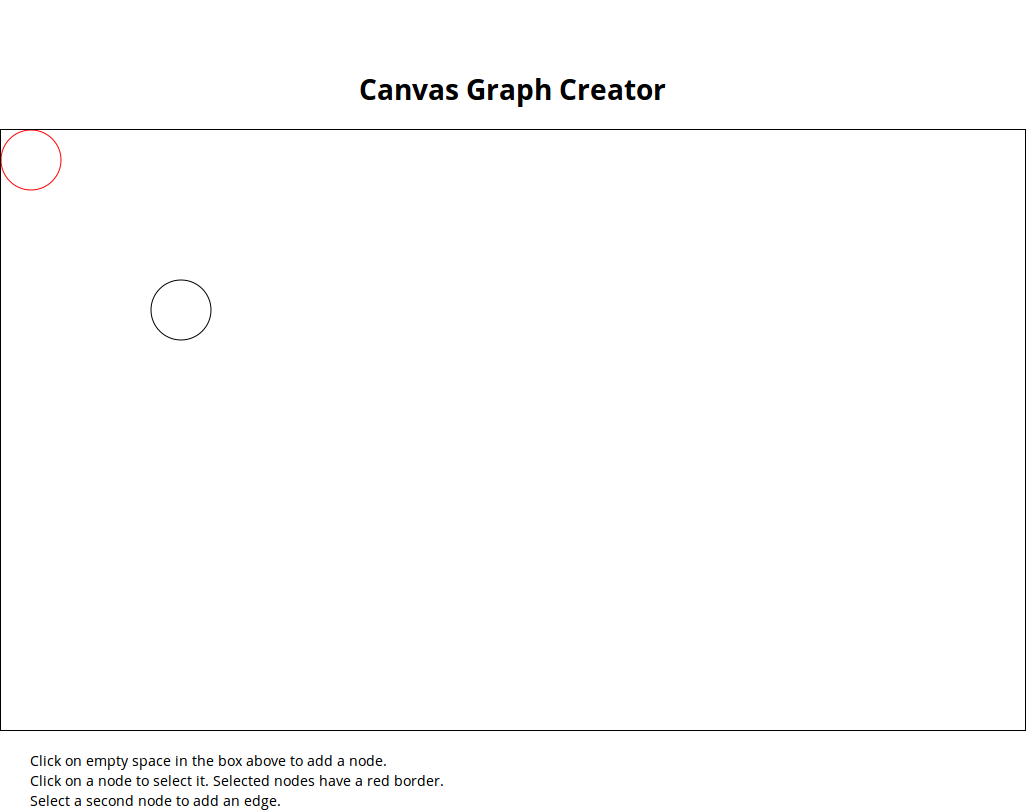 Canvas Graph Creator
Click on empty space in the box above to add a node.
Click on a node to select it. Selected nodes have a red border.
Select a second node to add an edge.